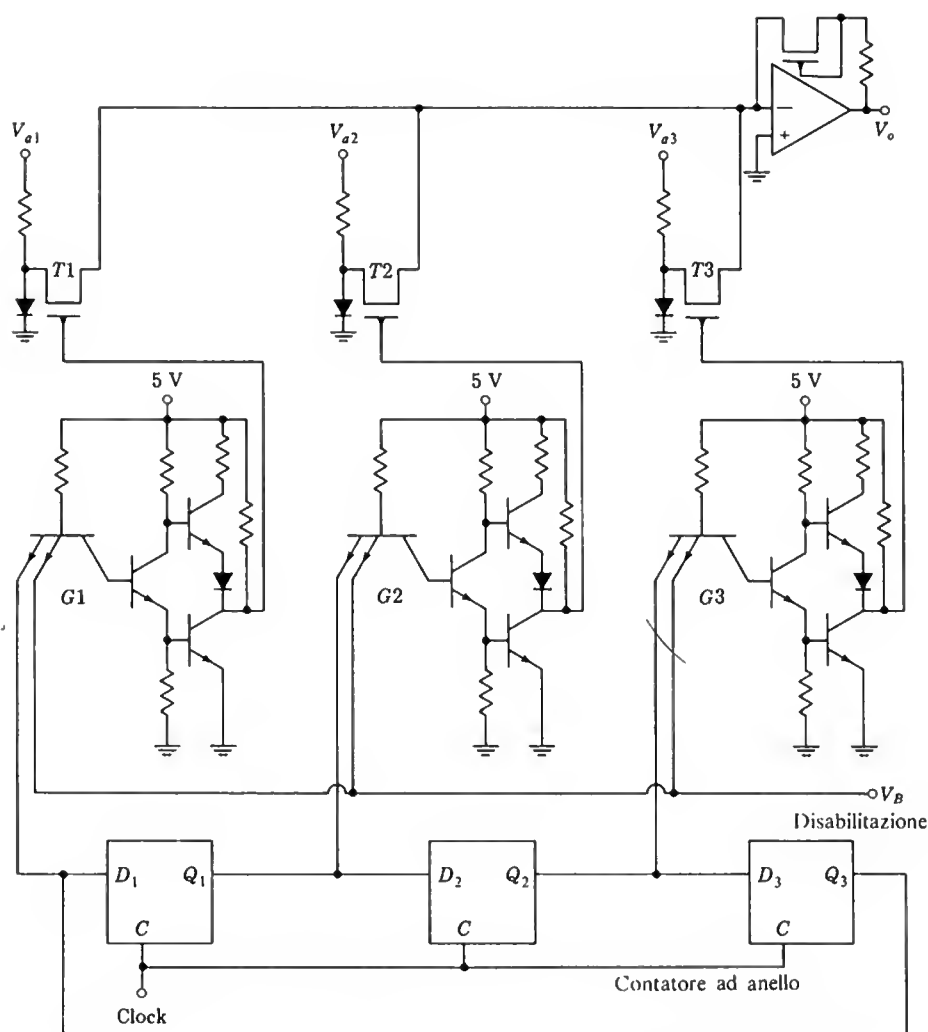 V_{a1}
V_{a2}
V_{a3}
V_o
−
+
T1
T2
T3
5 V
5 V
5 V
G1
G2
G3
V_B
Disabilitazione
D_1 Q_1
D_2 Q_2
D_3 Q_3
C
C
C
Contatore ad anello
Clock